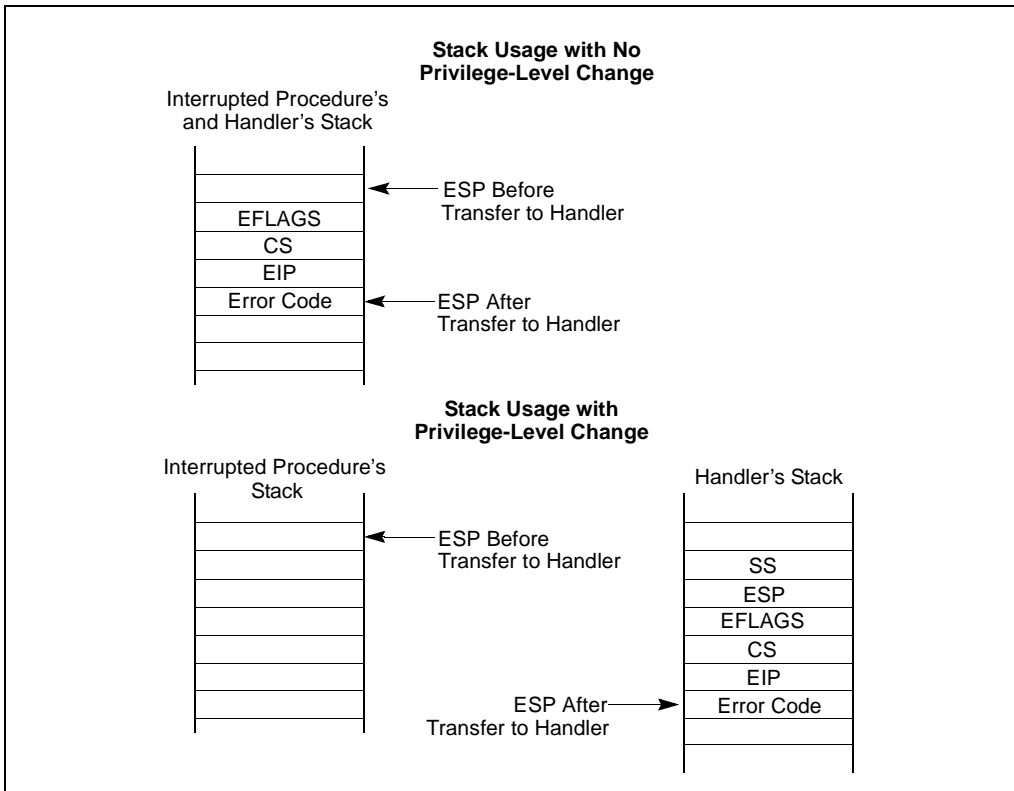 Stack Usage with No
Privilege-Level Change
Interrupted Procedure's
and Handler's Stack
ESP Before
Transfer to Handler
EFLAGS
CS
EIP
Error Code
ESP After
Transfer to Handler
Stack Usage with
Privilege-Level Change
Interrupted Procedure's
Stack
ESP Before
Transfer to Handler
Handler's Stack
SS
ESP
EFLAGS
CS
EIP
Error Code
ESP After
Transfer to Handler